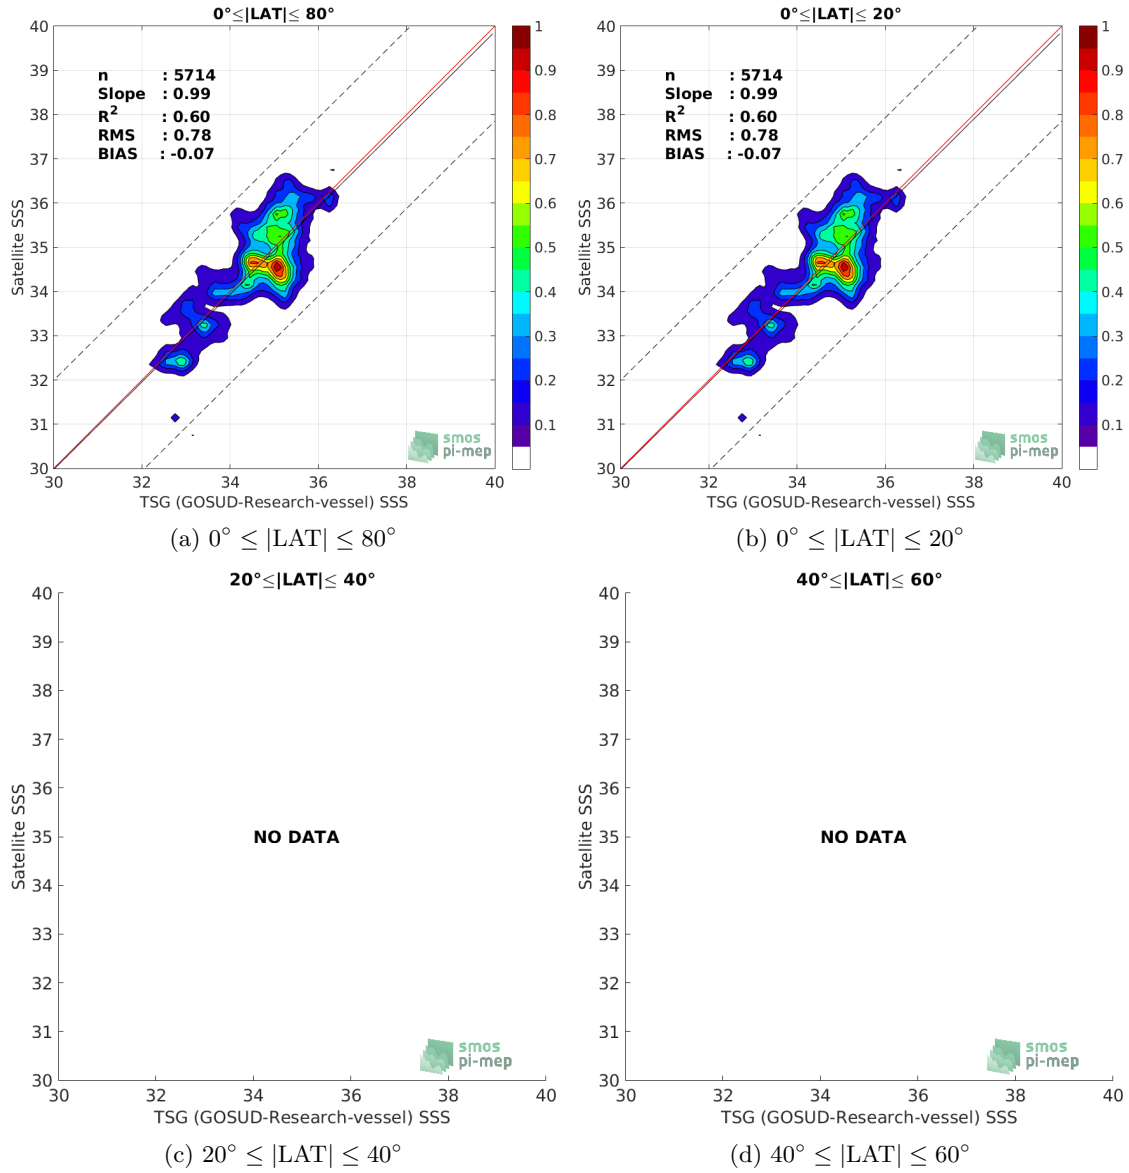 0°≤|LAT|≤ 80°
40
39
38
37
36
35
34
33
32
31
30
Satellite SSS
n : 5714
Slope : 0.99
R² : 0.60
RMS : 0.78
BIAS : -0.07
1
0.9
0.8
0.7
0.6
0.5
0.4
0.3
0.2
0.1
smos
pi-mep
30 32 34 36 38 40
TSG (GOSUD-Research-vessel) SSS
(a) 0° ≤ |LAT| ≤ 80°
0°≤|LAT|≤ 20°
40
39
38
37
36
35
34
33
32
31
30
Satellite SSS
n : 5714
Slope : 0.99
R² : 0.60
RMS : 0.78
BIAS : -0.07
1
0.9
0.8
0.7
0.6
0.5
0.4
0.3
0.2
0.1
smos
pi-mep
30 32 34 36 38 40
TSG (GOSUD-Research-vessel) SSS
(b) 0° ≤ |LAT| ≤ 20°
20°≤|LAT|≤ 40°
40
39
38
37
36
35
34
33
32
31
30
Satellite SSS
NO DATA
smos
pi-mep
30 32 34 36 38 40
TSG (GOSUD-Research-vessel) SSS
(c) 20° ≤ |LAT| ≤ 40°
40°≤|LAT|≤ 60°
40
39
38
37
36
35
34
33
32
31
30
Satellite SSS
NO DATA
smos
pi-mep
30 32 34 36 38 40
TSG (GOSUD-Research-vessel) SSS
(d) 40° ≤ |LAT| ≤ 60°